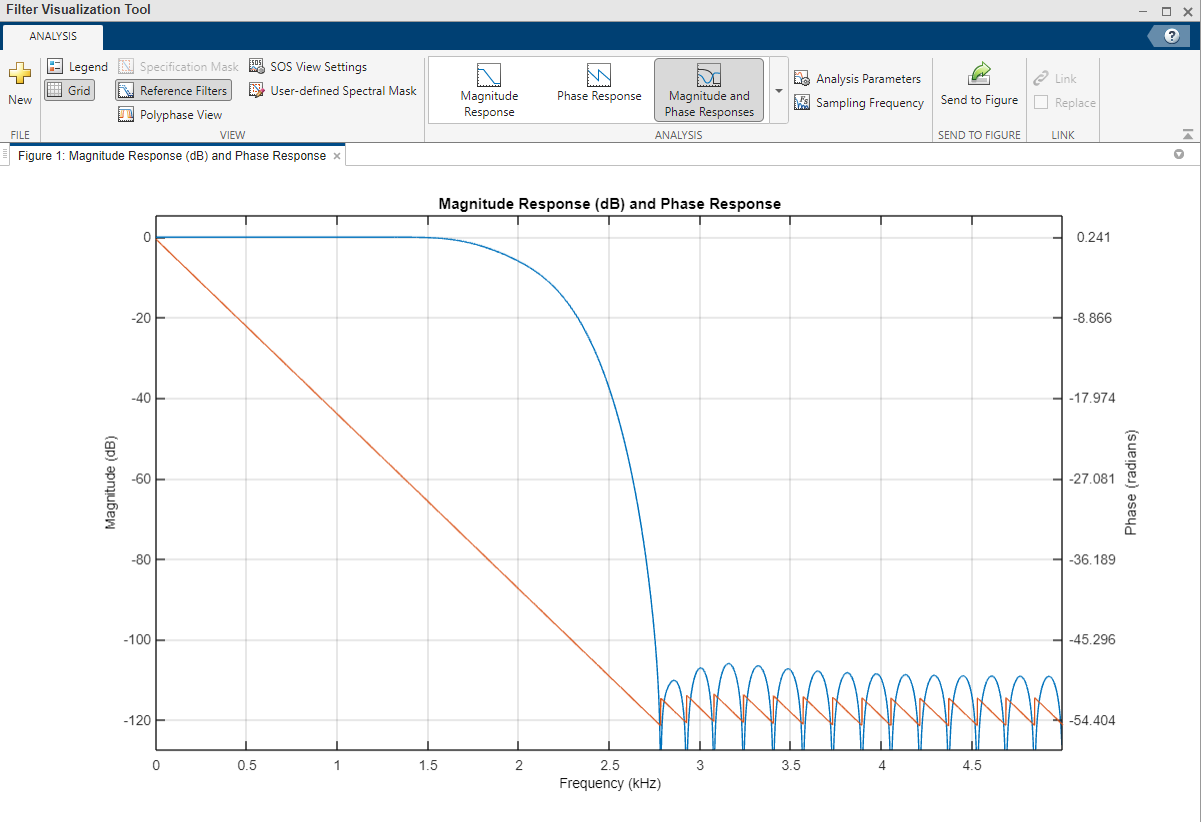 Filter Visualization Tool
ANALYSIS
?
New
Legend
Grid
Specification Mask
Reference Filters
Polyphase View
SOS View Settings
User-defined Spectral Mask
Magnitude
Response
Phase Response
Magnitude and
Phase Responses
Analysis Parameters
Fs
Sampling Frequency
Send to Figure
Link
Replace
FILE
VIEW
ANALYSIS
SEND TO FIGURE
LINK
Figure 1: Magnitude Response (dB) and Phase Response ×
Magnitude Response (dB) and Phase Response
0
-20
-40
-60
-80
-100
-120
Magnitude (dB)
0.241
-8.866
-17.974
-27.081
-36.189
-45.296
-54.404
Phase (radians)
0 0.5 1 1.5 2 2.5 3 3.5 4 4.5
Frequency (kHz)